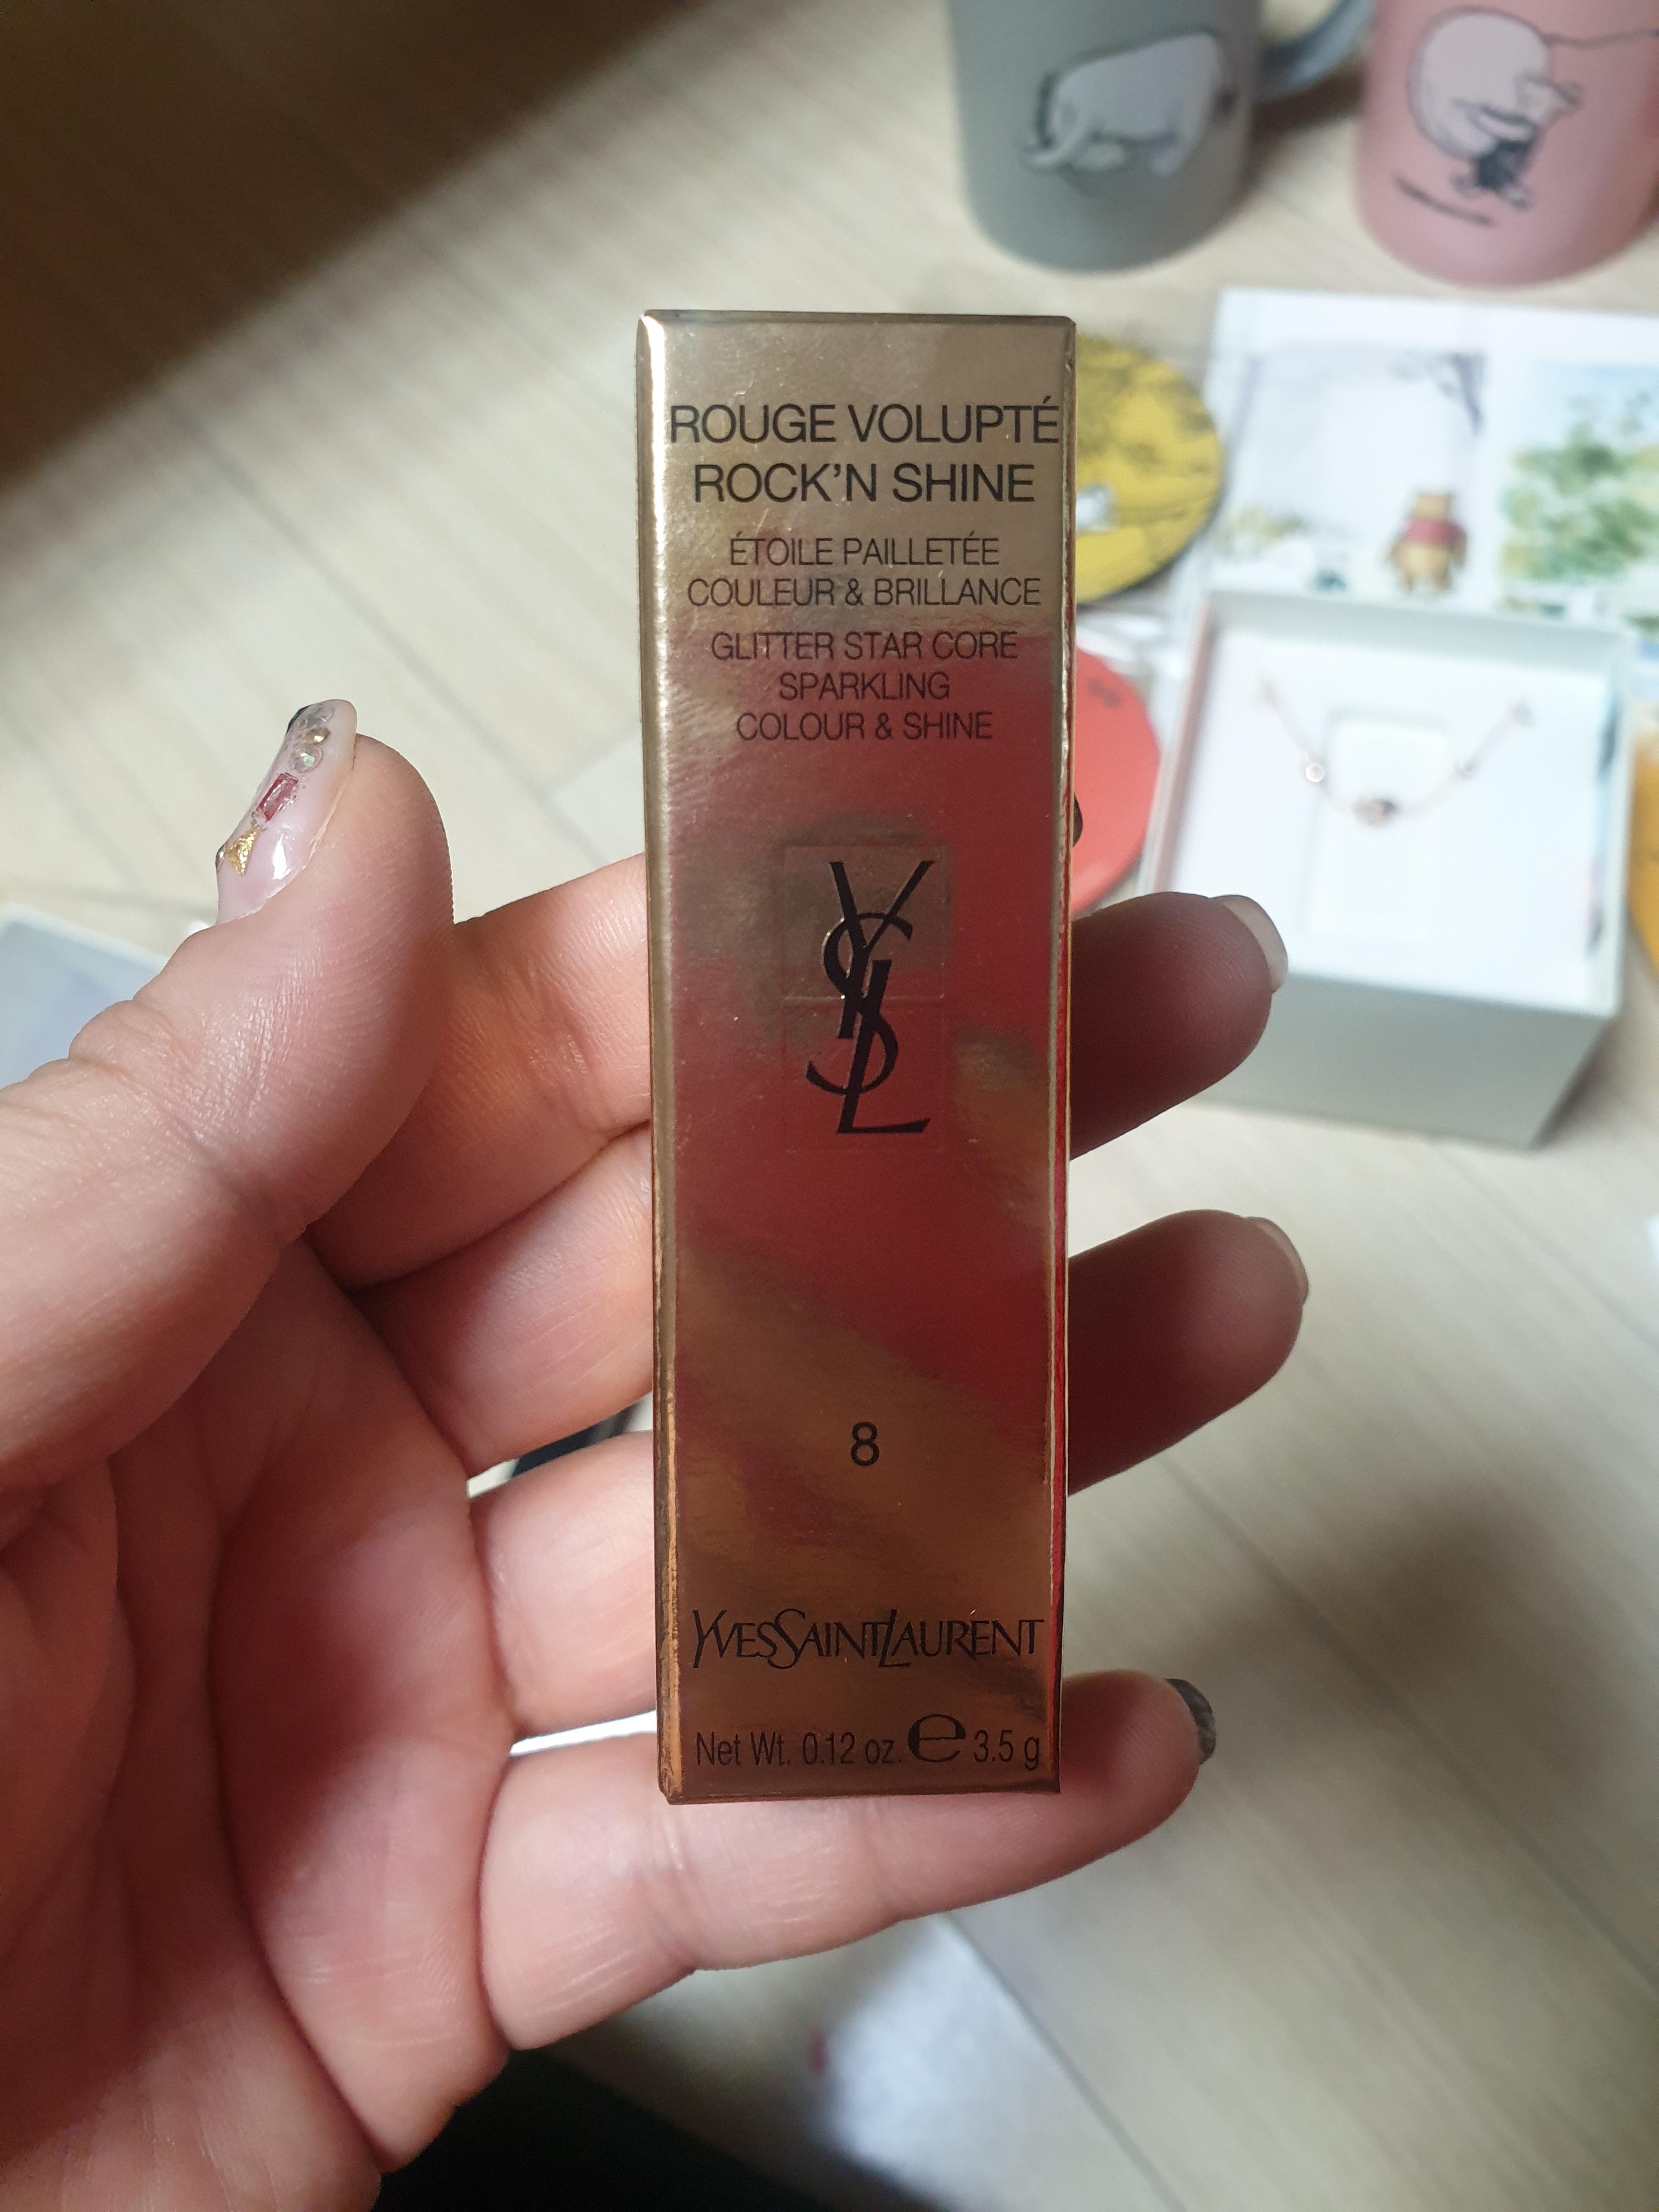 ROUGE VOLUPTÉ
ROCK'N SHINE
ÉTOILE PAILLETÉE
COULEUR & BRILLANCE
GLITTER STAR CORE
SPARKLING
COLOUR & SHINE
YSL
8
YVESSAINTLAURENT
Net Wt. 0.12 oz. e 3.5 g